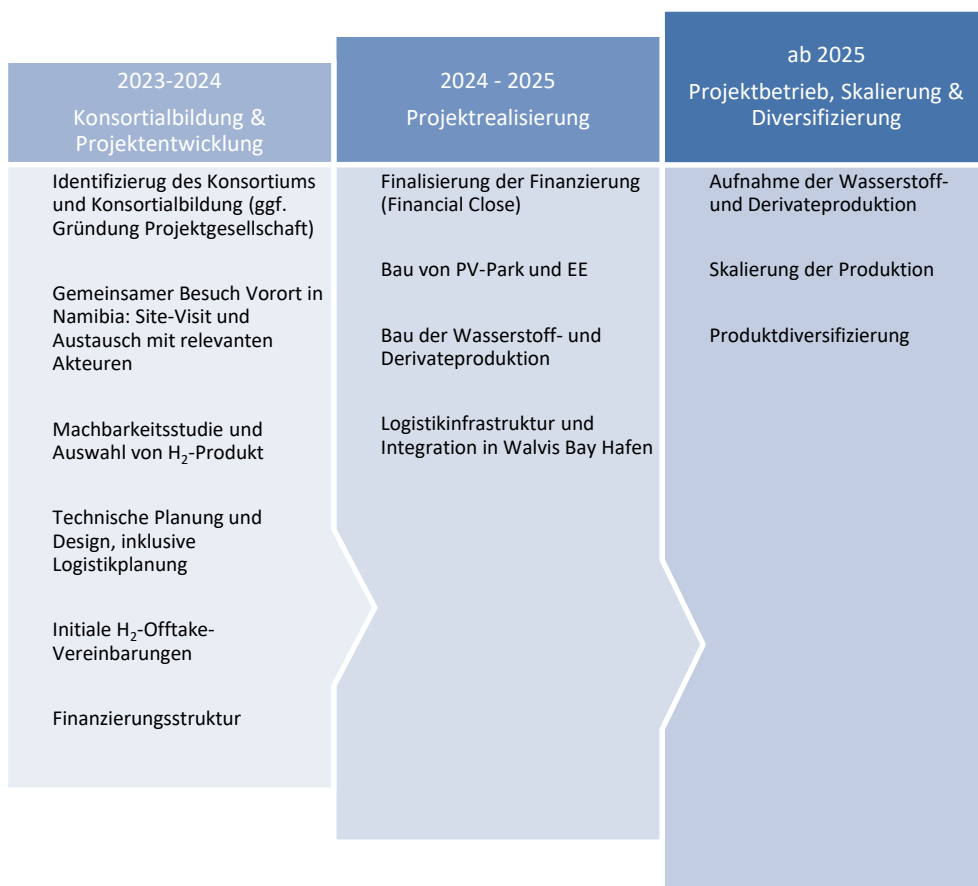 2023-2024
Konsortialbildung &
Projektentwicklung
Identifizierug des Konsortiums
und Konsortialbildung (ggf.
Gründung Projektgesellschaft)
Gemeinsamer Besuch Vorort in
Namibia: Site-Visit und
Austausch mit relevanten
Akteuren
Machbarkeitsstudie und
Auswahl von H₂-Produkt
Technische Planung und
Design, inklusive
Logistikplanung
Initiale H₂-Offtake-
Vereinbarungen
Finanzierungsstruktur
2024 - 2025
Projektrealisierung
Finalisierung der Finanzierung
(Financial Close)
Bau von PV-Park und EE
Bau der Wasserstoff- und
Derivateproduktion
Logistikinfrastruktur und
Integration in Walvis Bay Hafen
ab 2025
Projektbetrieb, Skalierung &
Diversifizierung
Aufnahme der Wasserstoff-
und Derivateproduktion
Skalierung der Produktion
Produktdiversifizierung